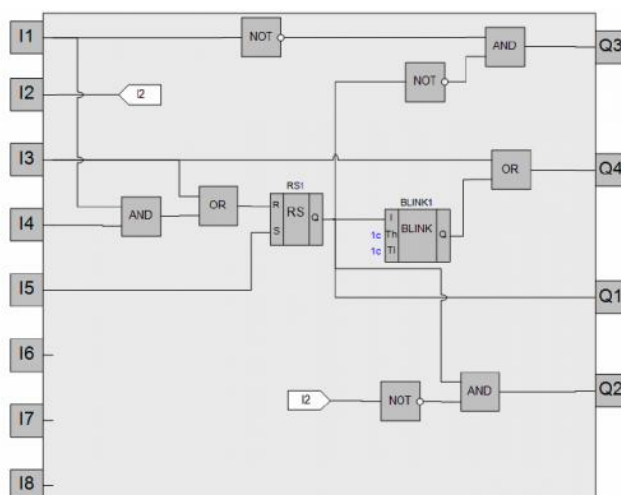 I1
NOT
AND
Q3
I2
I2
NOT
I3
OR
Q4
RS1
AND
OR
R
RS
Q
S
BLINK1
I
BLINK
Q
1c
Th
1c
Tl
I4
I5
Q1
I6
I2
NOT
AND
Q2
I7
I8